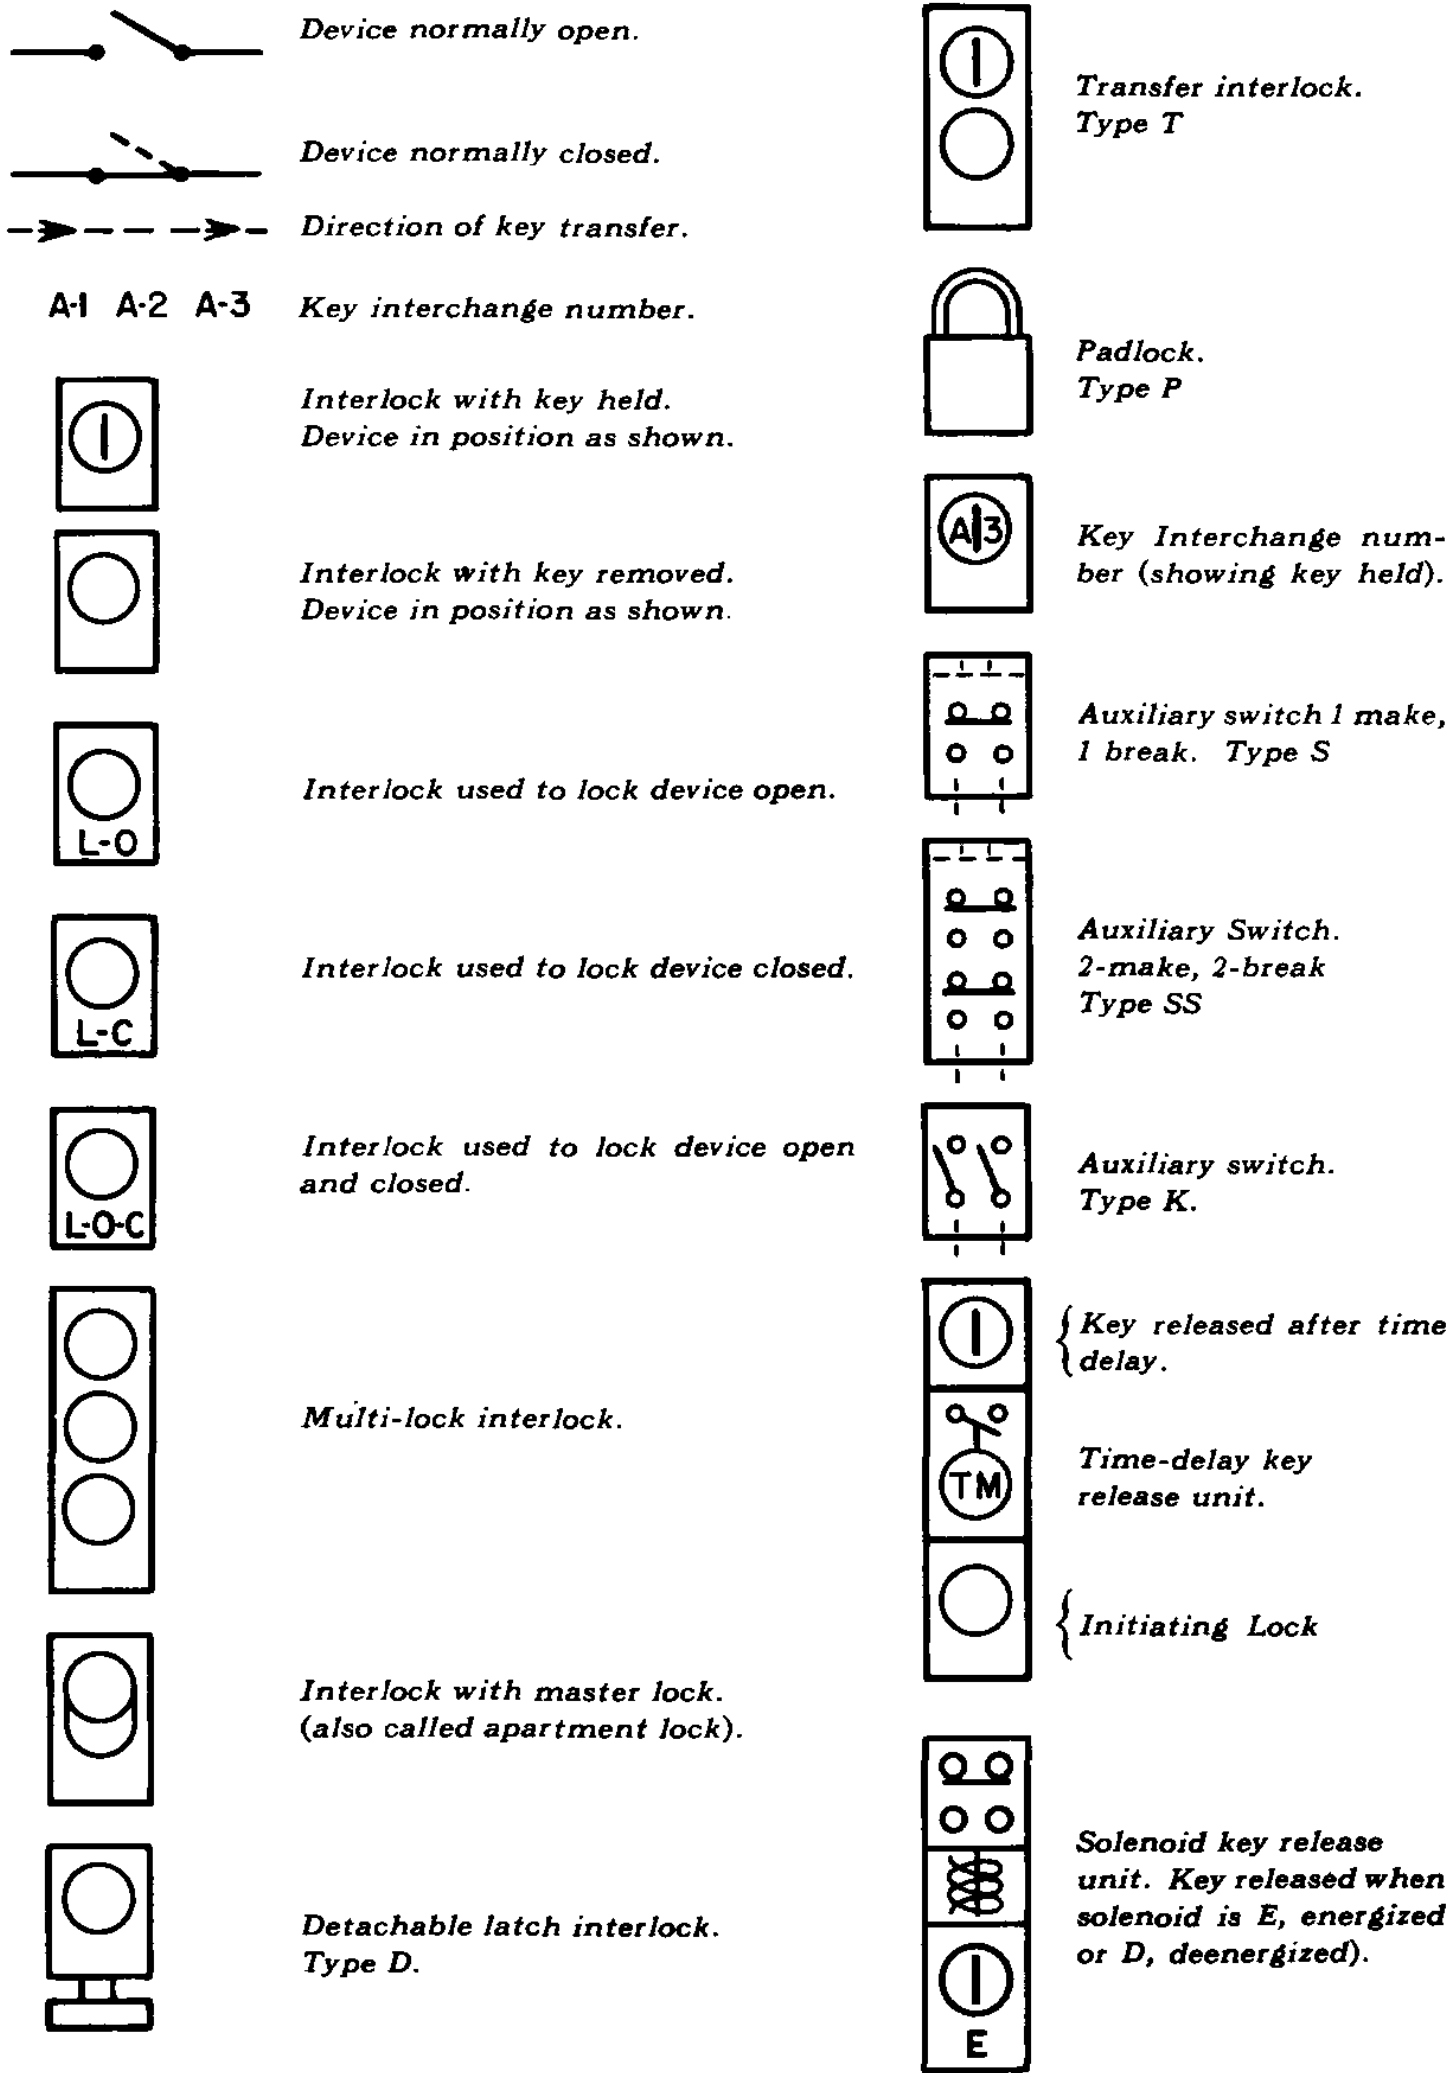 Device normally open.
Device normally closed.
Direction of key transfer.
A-1 A-2 A-3
Key interchange number.
Interlock with key held.
Device in position as shown.
Interlock with key removed.
Device in position as shown.
L-O
Interlock used to lock device open.
L-C
Interlock used to lock device closed.
L-O-C
Interlock used to lock device open
and closed.
Multi-lock interlock.
Interlock with master lock.
(also called apartment lock).
Detachable latch interlock.
Type D.
Transfer interlock.
Type T
Padlock.
Type P
A 3
Key Interchange num-
ber (showing key held).
Auxiliary switch 1 make,
1 break. Type S
Auxiliary Switch.
2-make, 2-break
Type SS
Auxiliary switch.
Type K.
Key released after time
delay.
TM
Time-delay key
release unit.
Initiating Lock
Solenoid key release
unit. Key released when
solenoid is E, energized
or D, deenergized).
E